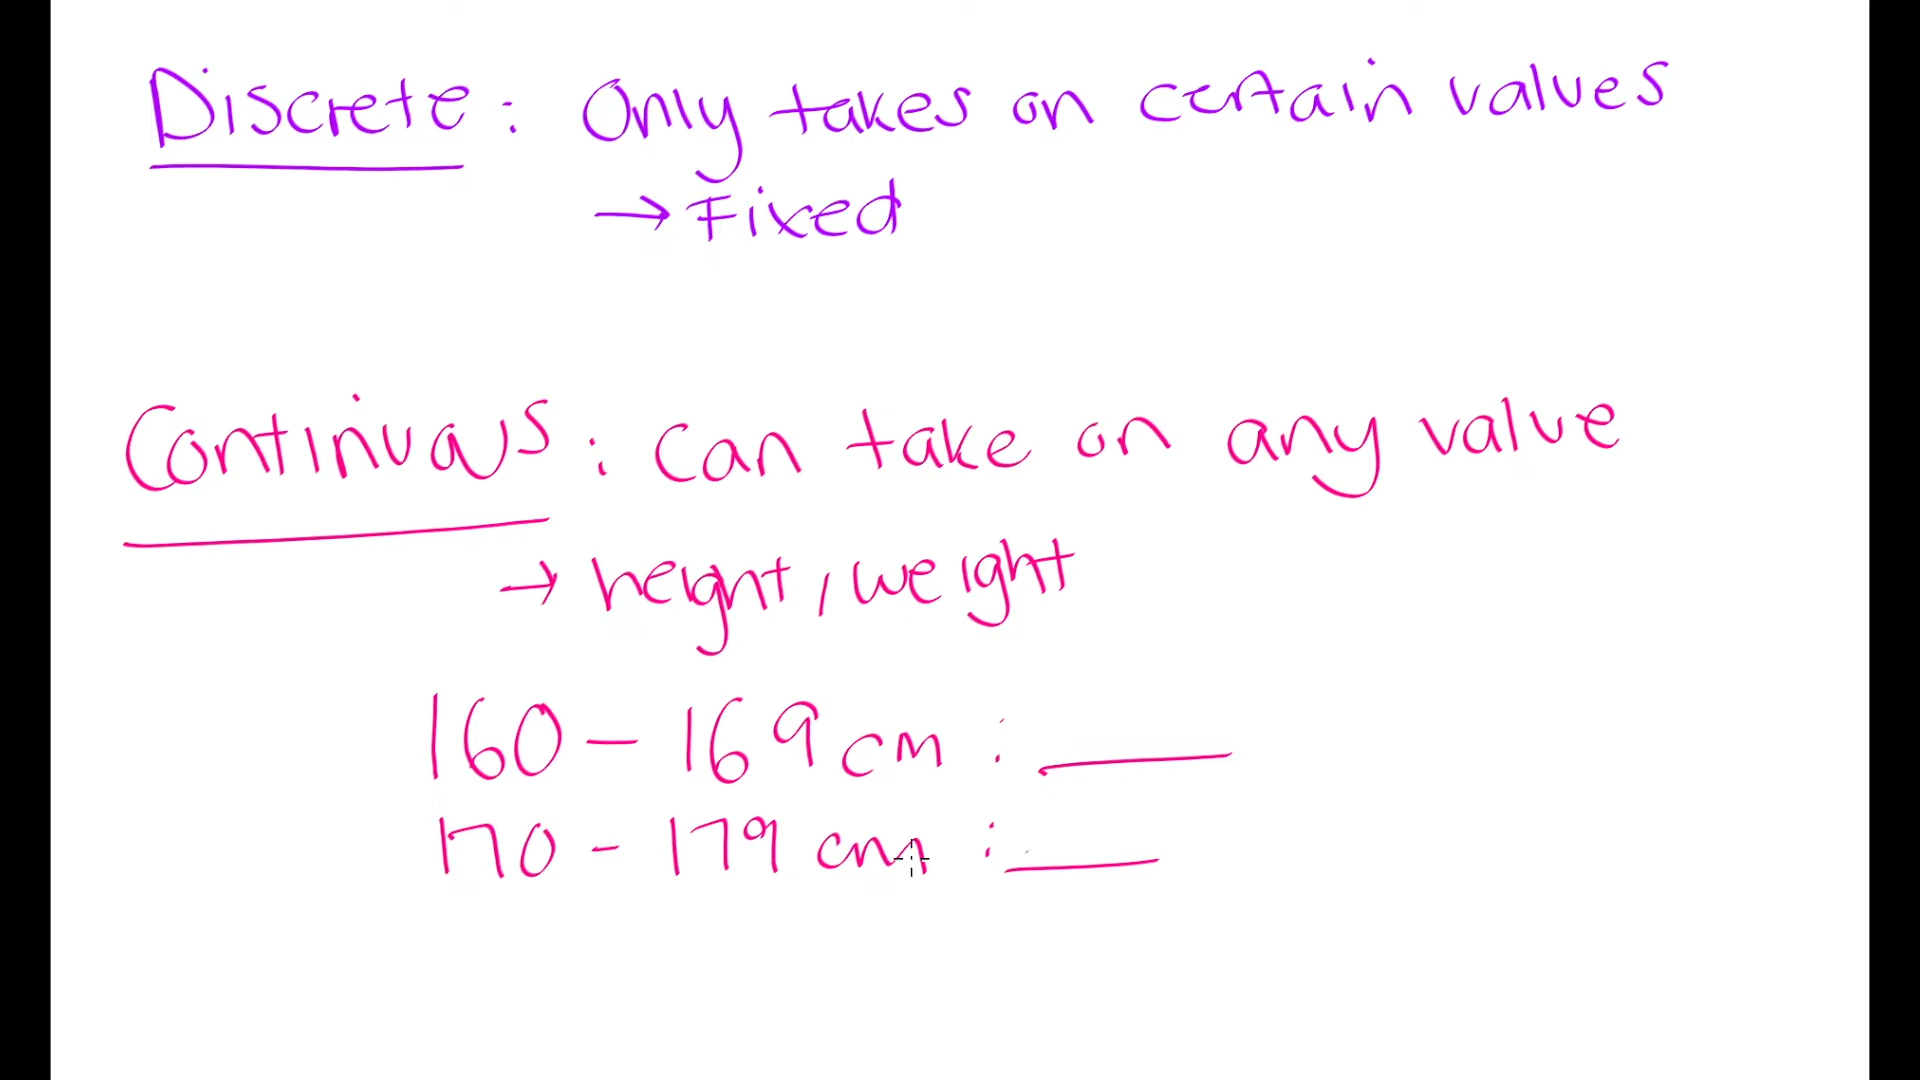 Discrete: Only takes on certain values
→ Fixed
Continuous: can take on any value
→ height, weight
160 - 169 cm : ____
170 - 179 cm : ____